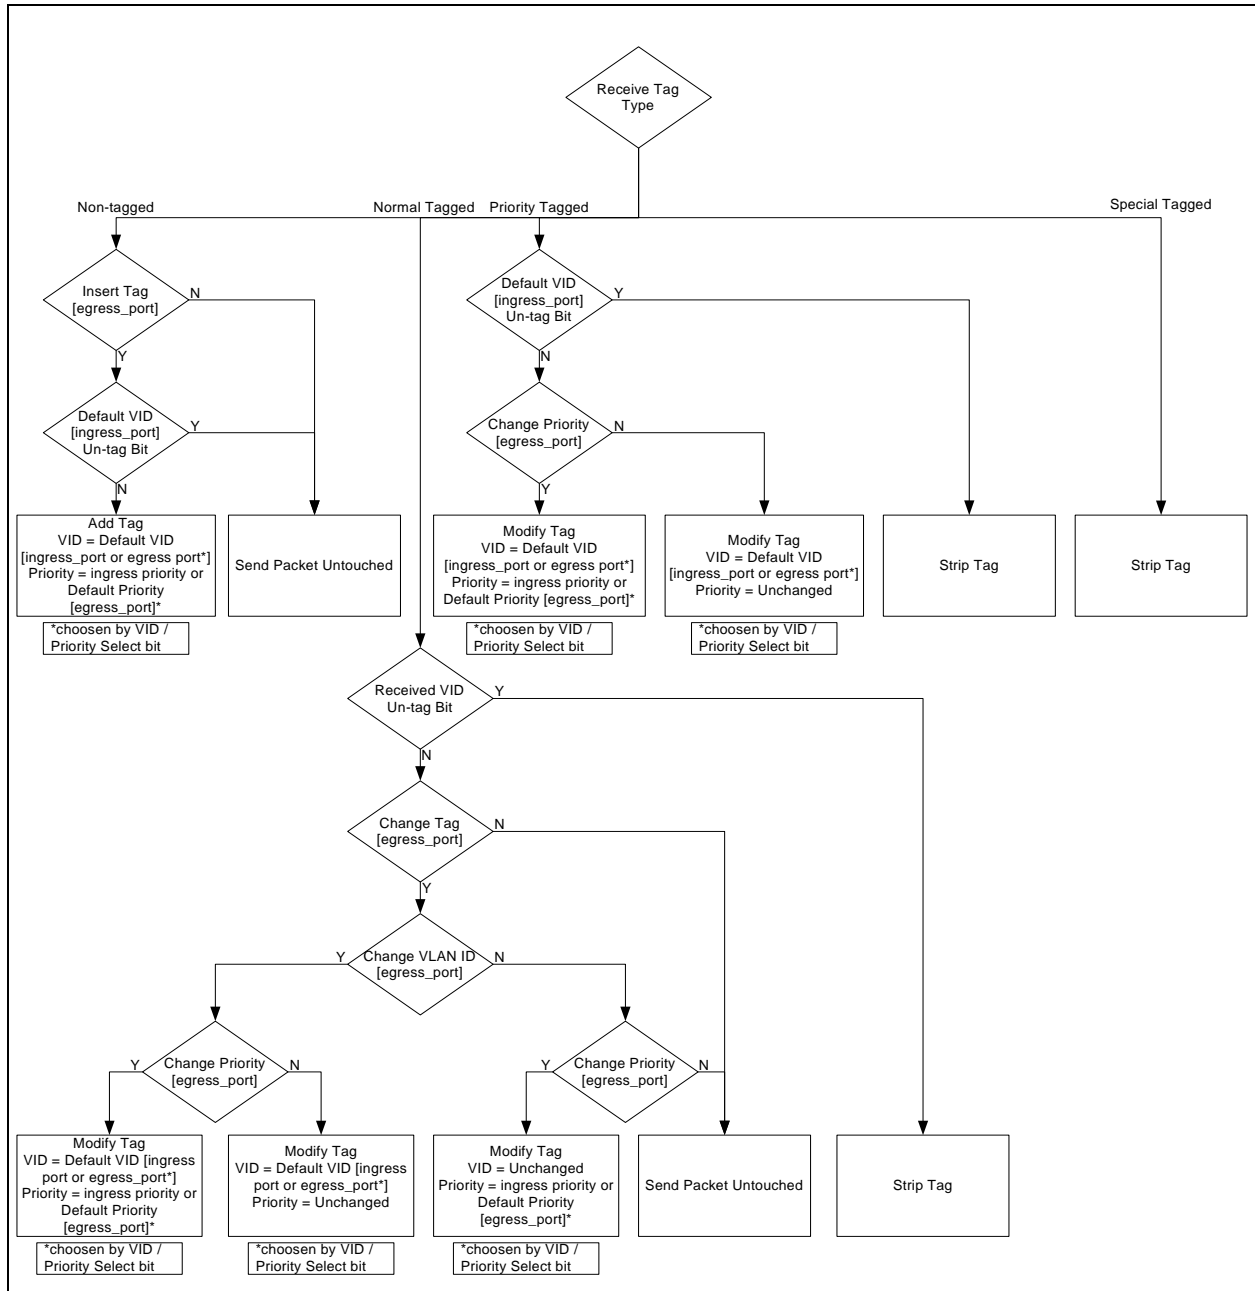 Receive Tag
Type
Non-tagged
Normal Tagged
Priority Tagged
Special Tagged
Insert Tag
[egress_port]
N
Y
Default VID
[ingress_port]
Un-tag Bit
Y
N
Default VID
[ingress_port]
Un-tag Bit
Y
N
Change Priority
[egress_port]
N
Y
Add Tag
VID = Default VID
[ingress_port or egress port*]
Priority = ingress priority or
Default Priority
[egress_port]*
*choosen by VID /
Priority Select bit
Send Packet Untouched
Modify Tag
VID = Default VID
[ingress_port or egress port*]
Priority = ingress priority or
Default Priority [egress_port]*
*choosen by VID /
Priority Select bit
Modify Tag
VID = Default VID
[ingress_port or egress port*]
Priority = Unchanged
*choosen by VID /
Priority Select bit
Strip Tag
Strip Tag
Received VID
Un-tag Bit
Y
N
Change Tag
[egress_port]
N
Y
Change VLAN ID
[egress_port]
Y
N
Change Priority
[egress_port]
Y
N
Change Priority
[egress_port]
Y
N
Modify Tag
VID = Default VID [ingress
port or egress_port*]
Priority = ingress priority or
Default Priority
[egress_port]*
*choosen by VID /
Priority Select bit
Modify Tag
VID = Default VID [ingress
port or egress_port*]
Priority = Unchanged
*choosen by VID /
Priority Select bit
Modify Tag
VID = Unchanged
Priority = ingress priority or
Default Priority
[egress_port]*
*choosen by VID /
Priority Select bit
Send Packet Untouched
Strip Tag